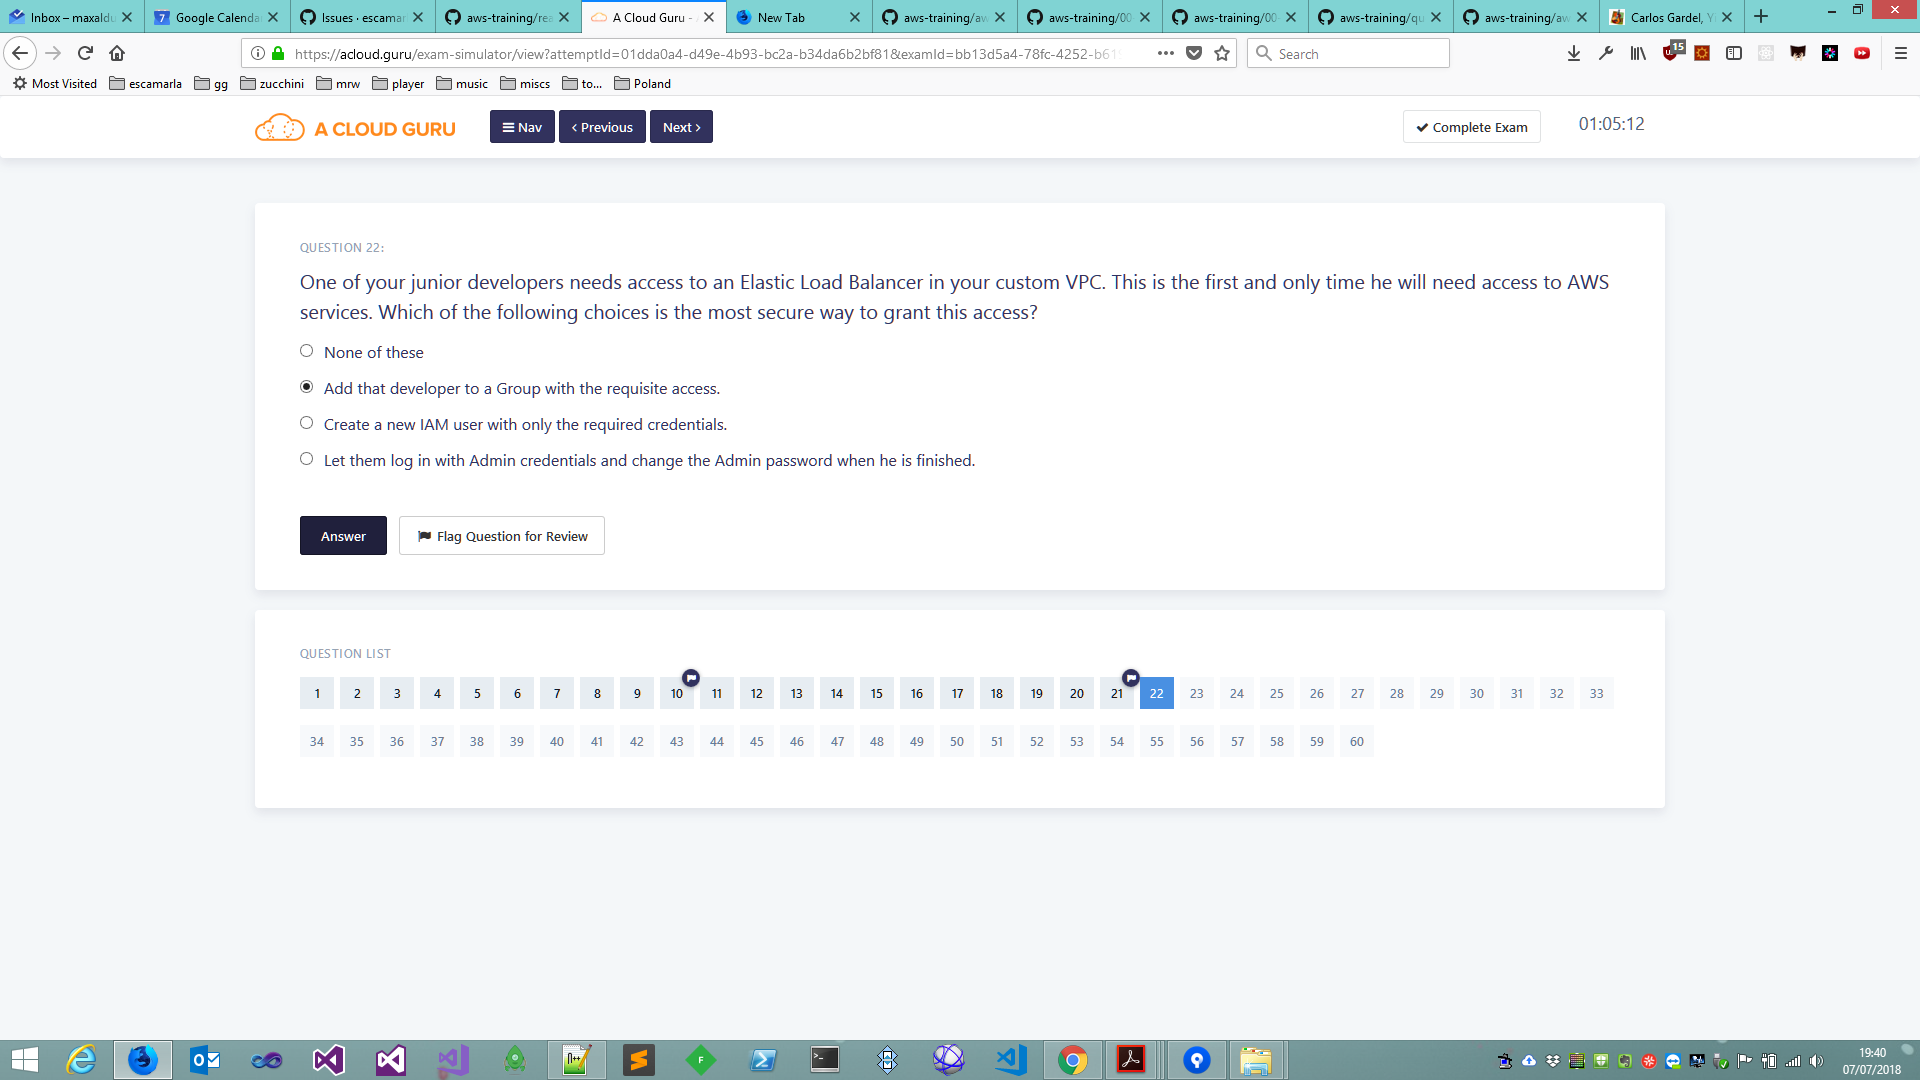 Inbox – maxaldu
Google Calenda
Issues · escamar
aws-training/rea
A Cloud Guru - A
New Tab
aws-training/aw
aws-training/00
aws-training/00
aws-training/qu
aws-training/aw
Carlos Gardel, Y
https://acloud.guru/exam-simulator/view?attemptId=01dda0a4-d49e-4b93-bc2a-b34da6b2bf81&examId=bb13d5a4-78fc-4252-b61
Search
15
Most Visited
escamarla
gg
zucchini
mrw
player
music
miscs
to...
Poland
A CLOUD GURU
Nav
Previous
Next
Complete Exam
01:05:12
QUESTION 22:
One of your junior developers needs access to an Elastic Load Balancer in your custom VPC. This is the first and only time he will need access to AWS
services. Which of the following choices is the most secure way to grant this access?
None of these
Add that developer to a Group with the requisite access.
Create a new IAM user with only the required credentials.
Let them log in with Admin credentials and change the Admin password when he is finished.
Answer
Flag Question for Review
QUESTION LIST
1 2 3 4 5 6 7 8 9 10 11 12 13 14 15 16 17 18 19 20 21 22 23 24 25 26 27 28 29 30 31 32 33
34 35 36 37 38 39 40 41 42 43 44 45 46 47 48 49 50 51 52 53 54 55 56 57 58 59 60
19:40
07/07/2018